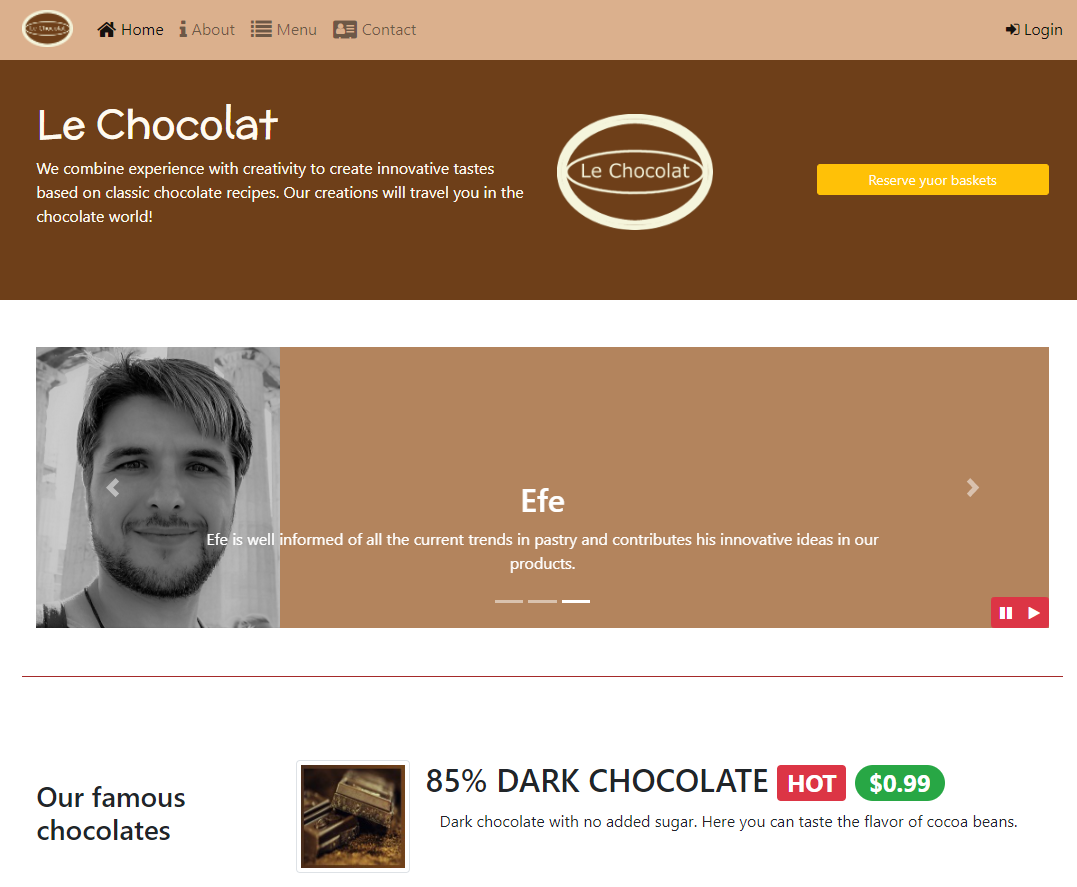 Le Chocolat
Home
About
Menu
Contact
Login
Le Chocolat
We combine experience with creativity to create innovative tastes
based on classic chocolate recipes. Our creations will travel you in the
chocolate world!
Le Chocolat
Reserve yuor baskets
Efe
Efe is well informed of all the current trends in pastry and contributes his innovative ideas in our
products.
Our famous
chocolates
85% DARK CHOCOLATE HOT $0.99
Dark chocolate with no added sugar. Here you can taste the flavor of cocoa beans.